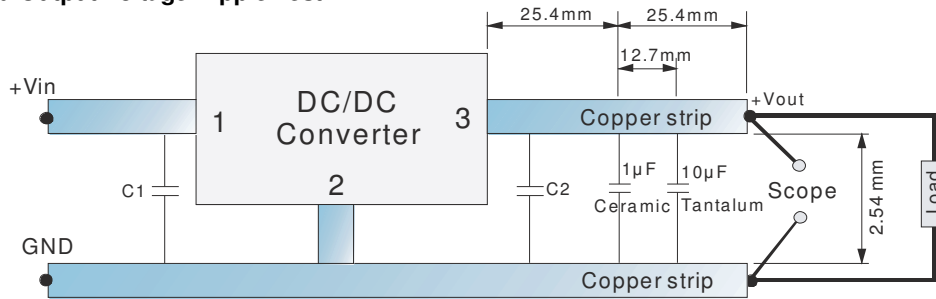 25.4mm 25.4mm
12.7mm
+Vin
+Vout
DC/DC
Converter
1
2
3
Copper strip
C1
C2
1µF
Ceramic
10µF
Tantalum
Scope
2.54 mm
Load
GND
Copper strip